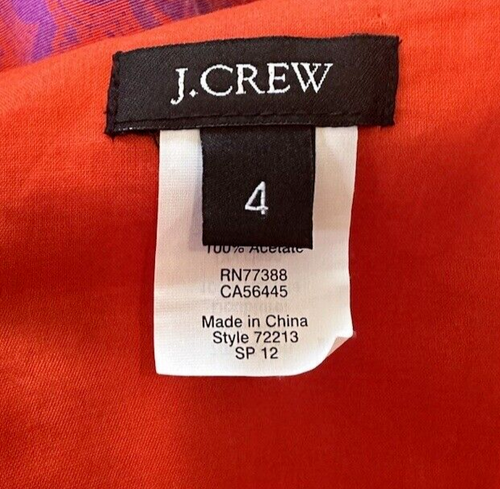 J.CREW
4
100% Acetate
RN77388
CA56445
Made in China
Style 72213
SP 12